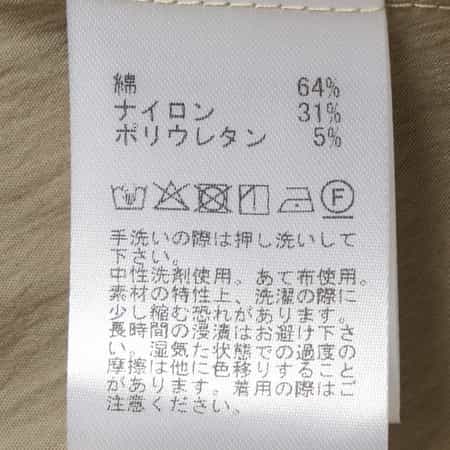 綿 64%
ナイロン 31%
ポリウレタン 5%
F
手洗いの際は押し洗いして
下さい。
中性洗剤使用。あて布使用。
素材の特性上、洗濯の際に
少し縮む恐れがあります。
長時間の浸漬はお避け下さ
い。湿気た状態での過度の
摩擦は他に色移りすること
があります。着用の際はご
注意ください。